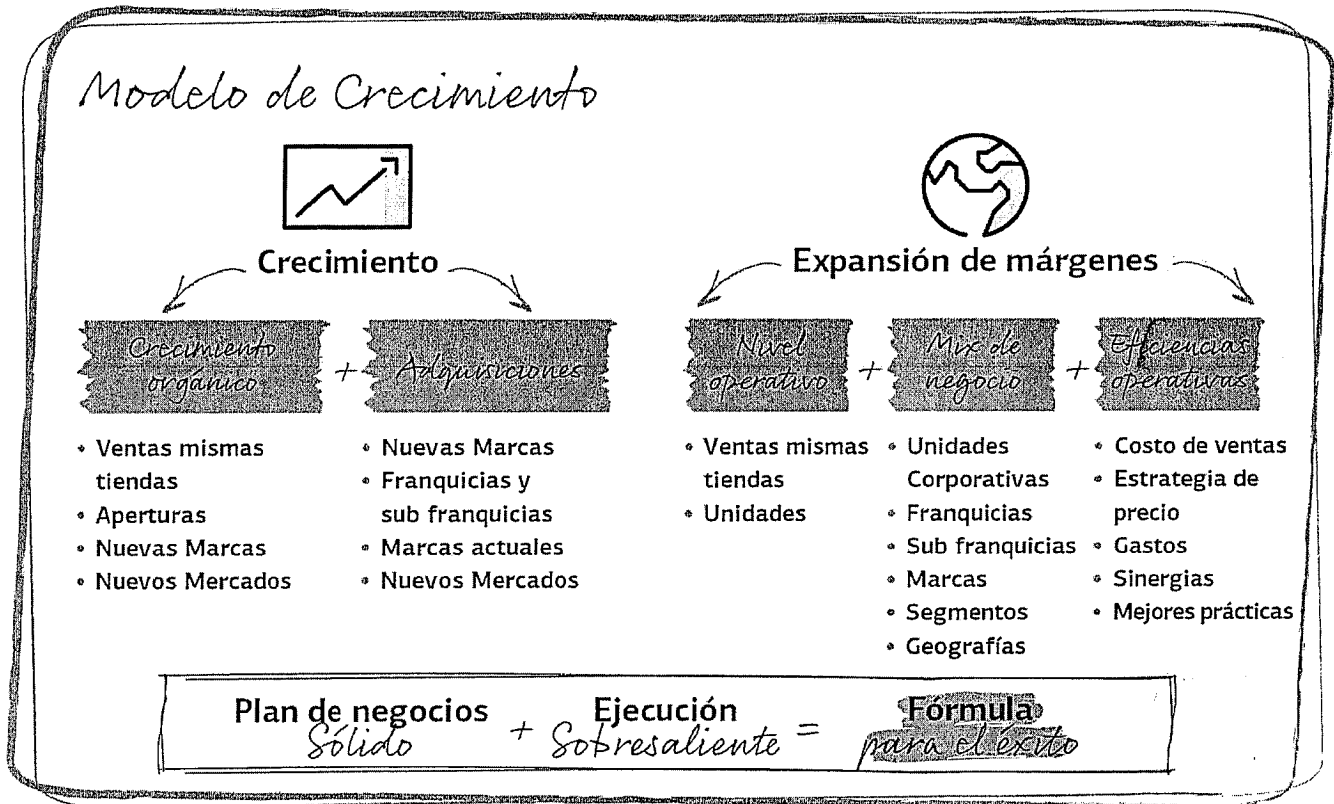 Modelo de Crecimiento
Crecimiento
Crecimiento
orgánico
+
Adquisiciones
• Ventas mismas
tiendas
• Aperturas
• Nuevas Marcas
• Nuevos Mercados
• Nuevas Marcas
• Franquicias y
sub franquicias
• Marcas actuales
• Nuevos Mercados
Expansión de márgenes
Nivel
operativo
+
Mix de
negocio
+
Eficiencias
operativas
• Ventas mismas
tiendas
• Unidades
• Unidades
Corporativas
• Franquicias
• Sub franquicias
• Marcas
• Segmentos
• Geografías
• Costo de ventas
• Estrategia de
precio
• Gastos
• Sinergias
• Mejores prácticas
Plan de negocios
Sólido
+
Ejecución
Sobresaliente
=
Fórmula
para el éxito